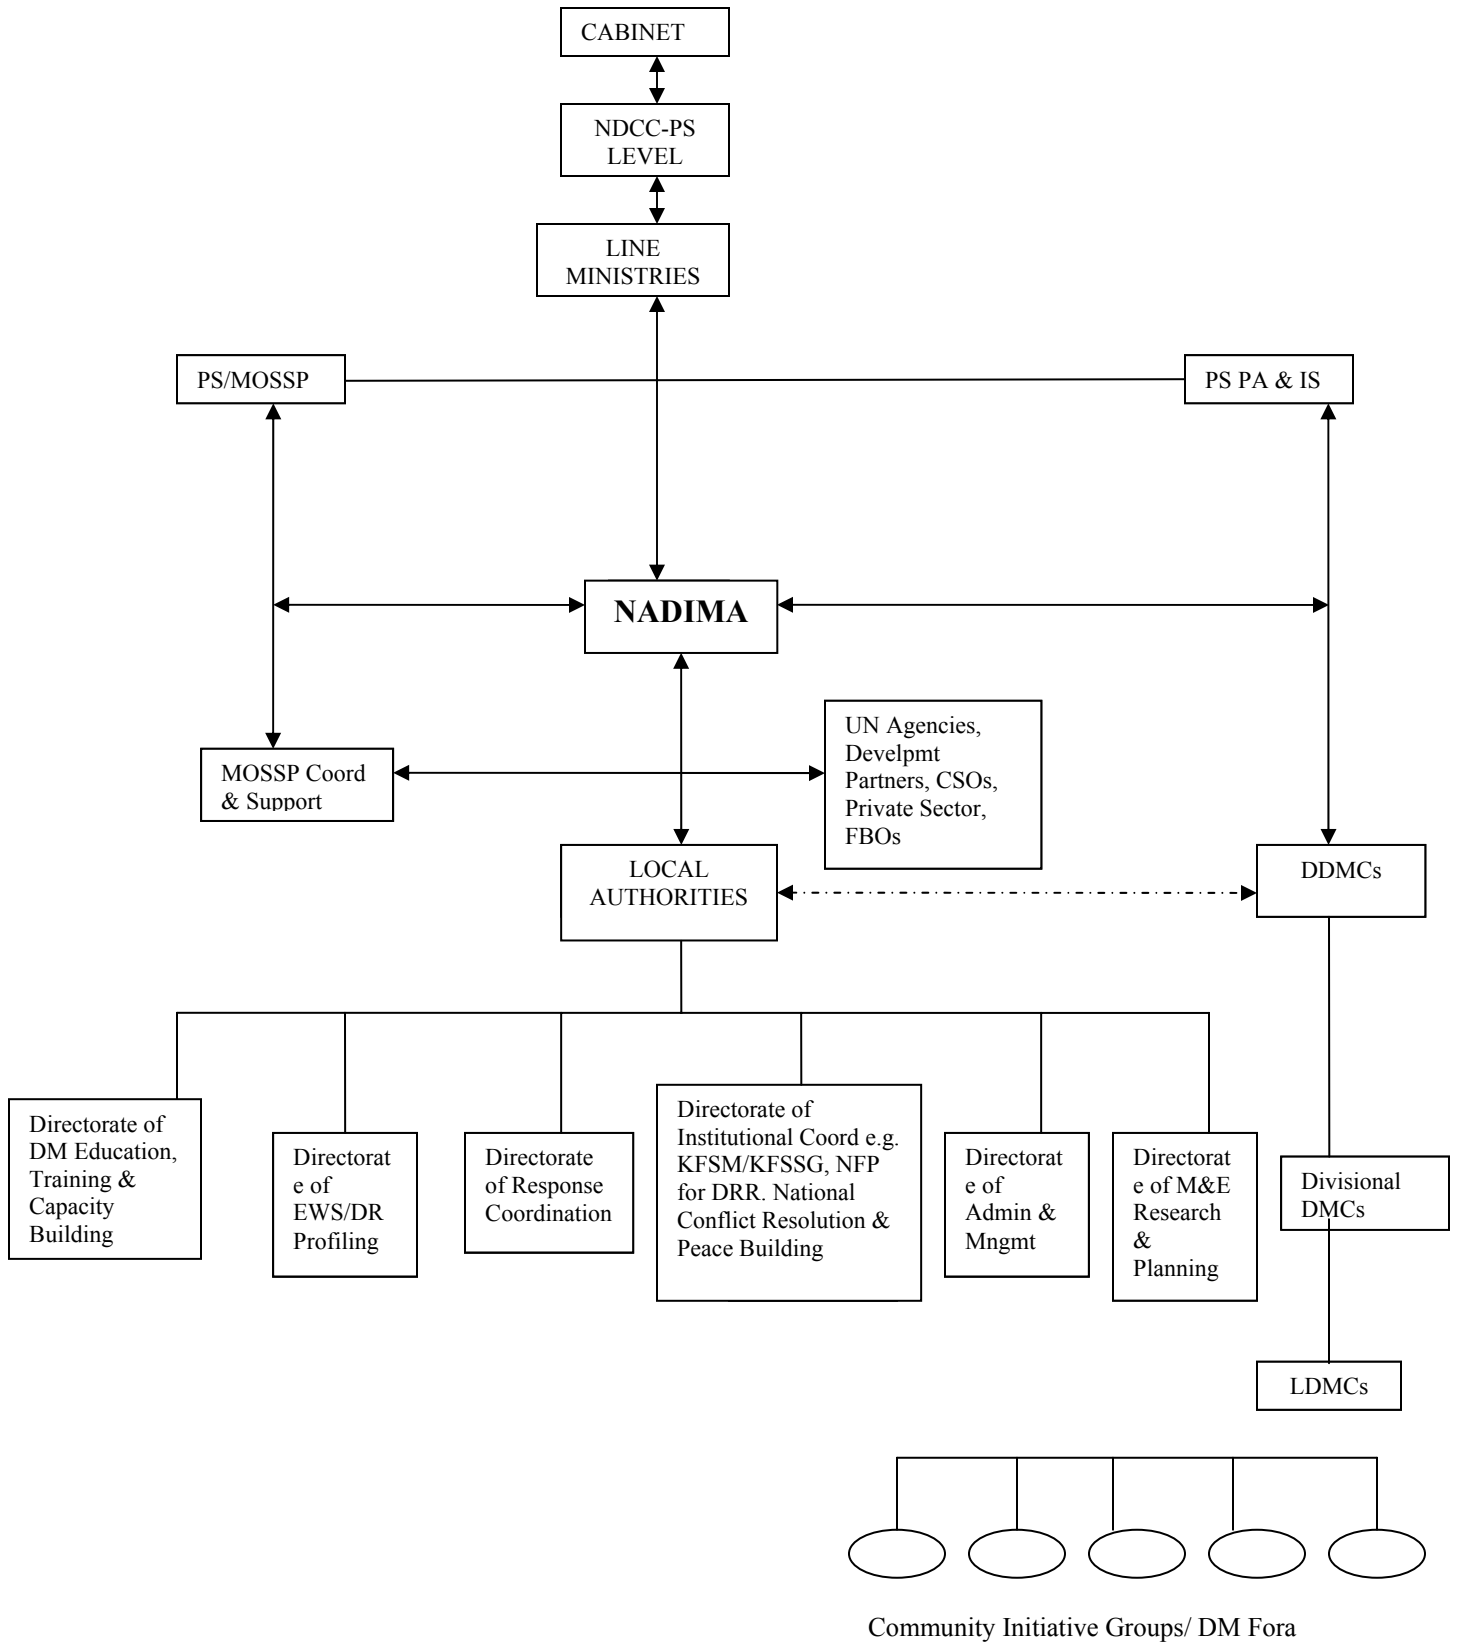 CABINET
NDCC-PS
LEVEL
LINE
MINISTRIES
PS/MOSSP
PS PA & IS
NADIMA
UN Agencies,
Develpmt
Partners, CSOs,
Private Sector,
FBOs
MOSSP Coord
& Support
LOCAL
AUTHORITIES
DDMCs
Directorate of
DM Education,
Training &
Capacity
Building
Directorat
e of
EWS/DR
Profiling
Directorate
of Response
Coordination
Directorate of
Institutional Coord e.g.
KFSM/KFSSG, NFP
for DRR. National
Conflict Resolution &
Peace Building
Directorat
e of
Admin &
Mngmt
Directorat
e of M&E
Research
&
Planning
Divisional
DMCs
LDMCs
Community Initiative Groups/ DM Fora